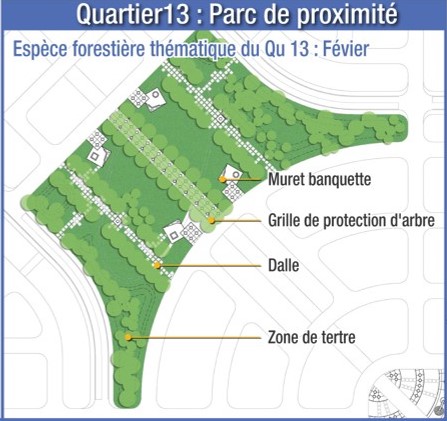 Quartier13 : Parc de proximité
Espèce forestière thématique du Qu 13 : Févier
Muret banquette
Grille de protection d'arbre
Dalle
Zone de tertre